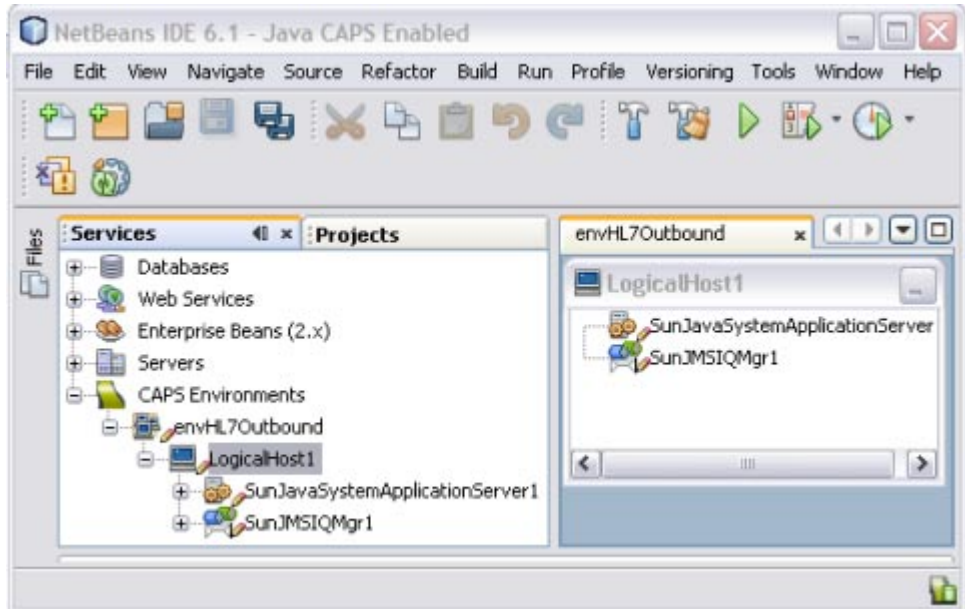 NetBeans IDE 6.1 - Java CAPS Enabled
File Edit View Navigate Source Refactor Build Run Profile Versioning Tools Window Help
Files
Services
Projects
Databases
Web Services
Enterprise Beans (2.x)
Servers
CAPS Environments
envHL7Outbound
LogicalHost1
SunJavaSystemApplicationServer1
SunJMSIQMgr1
envHL7Outbound
LogicalHost1
SunJavaSystemApplicationServer
SunJMSIQMgr1